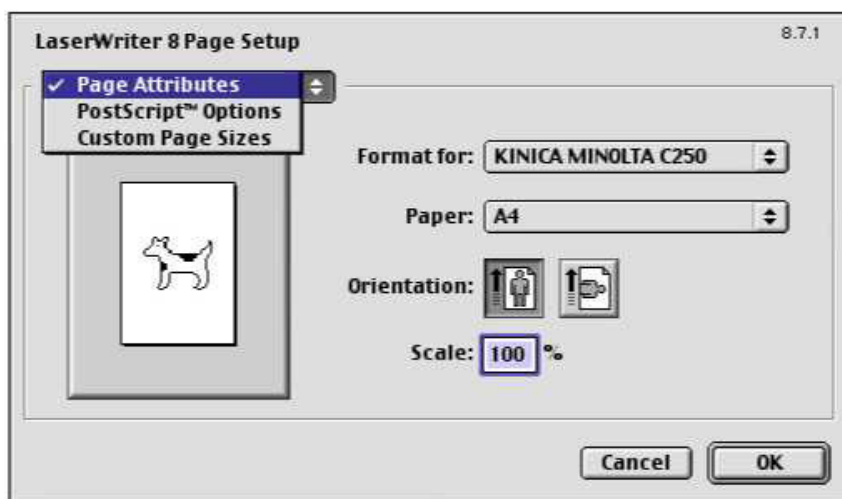 LaserWriter 8 Page Setup
8.7.1
✓ Page Attributes
PostScript™ Options
Custom Page Sizes
Format for: KINICA MINOLTA C250
Paper: A4
Orientation:
Scale: 100 %
Cancel
OK